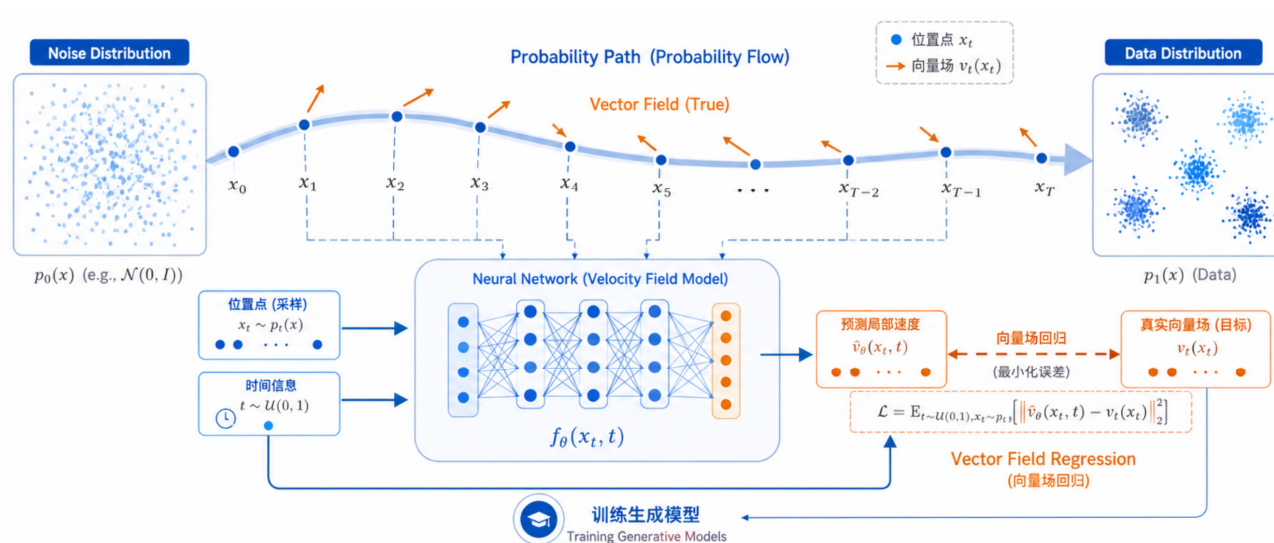 Noise Distribution
Probability Path (Probability Flow)
位置点 x_t
向量场 v_t(x_t)
Data Distribution
Vector Field (True)
x_0
x_1
x_2
x_3
x_4
x_5
...
x_{T−2}
x_{T−1}
x_T
p_0(x) (e.g., 𝒩(0, I))
p_1(x) (Data)
Neural Network (Velocity Field Model)
位置点 (采样)
x_t ∼ p_t(x)
...
时间信息
t ∼ 𝒰(0, 1)
f_θ(x_t, t)
预测局部速度
v̂_θ(x_t, t)
...
向量场回归
(最小化误差)
真实向量场 (目标)
v_t(x_t)
...
ℒ = E_{t∼𝒰(0,1), x_t∼p_t}[‖v̂_θ(x_t, t) − v_t(x_t)‖_2^2]
Vector Field Regression
(向量场回归)
训练生成模型
Training Generative Models